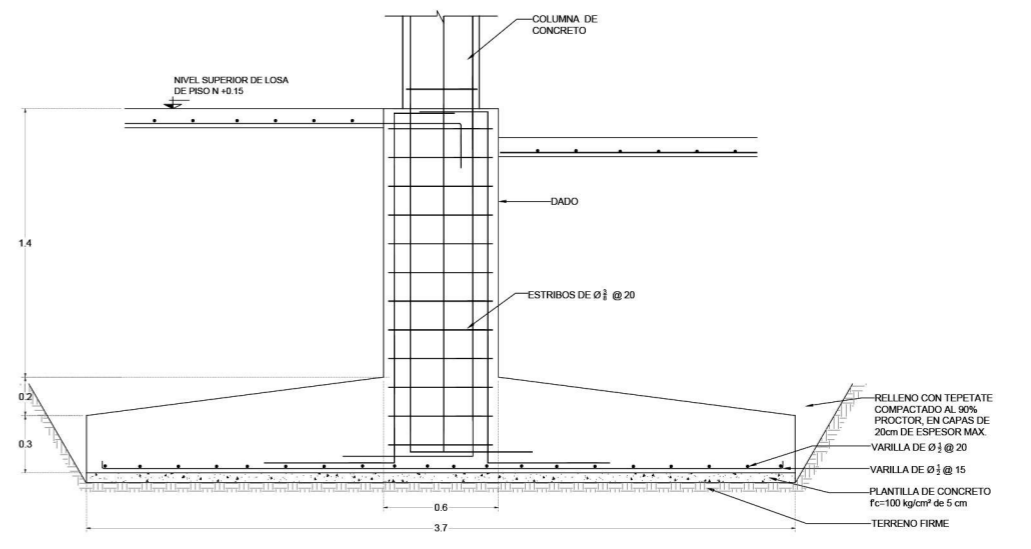 COLUMNA DE
CONCRETO
NIVEL SUPERIOR DE LOSA
DE PISO N +0.15
DADO
1.4
ESTRIBOS DE Ø 3/8 @ 20
0.2
RELLENO CON TEPETATE
COMPACTADO AL 90%
PROCTOR, EN CAPAS DE
20cm DE ESPESOR MAX.
0.3
VARILLA DE Ø 1/2 @ 20
VARILLA DE Ø 1/2 @ 15
PLANTILLA DE CONCRETO
f'c=100 kg/cm² de 5 cm
0.6
TERRENO FIRME
3.7